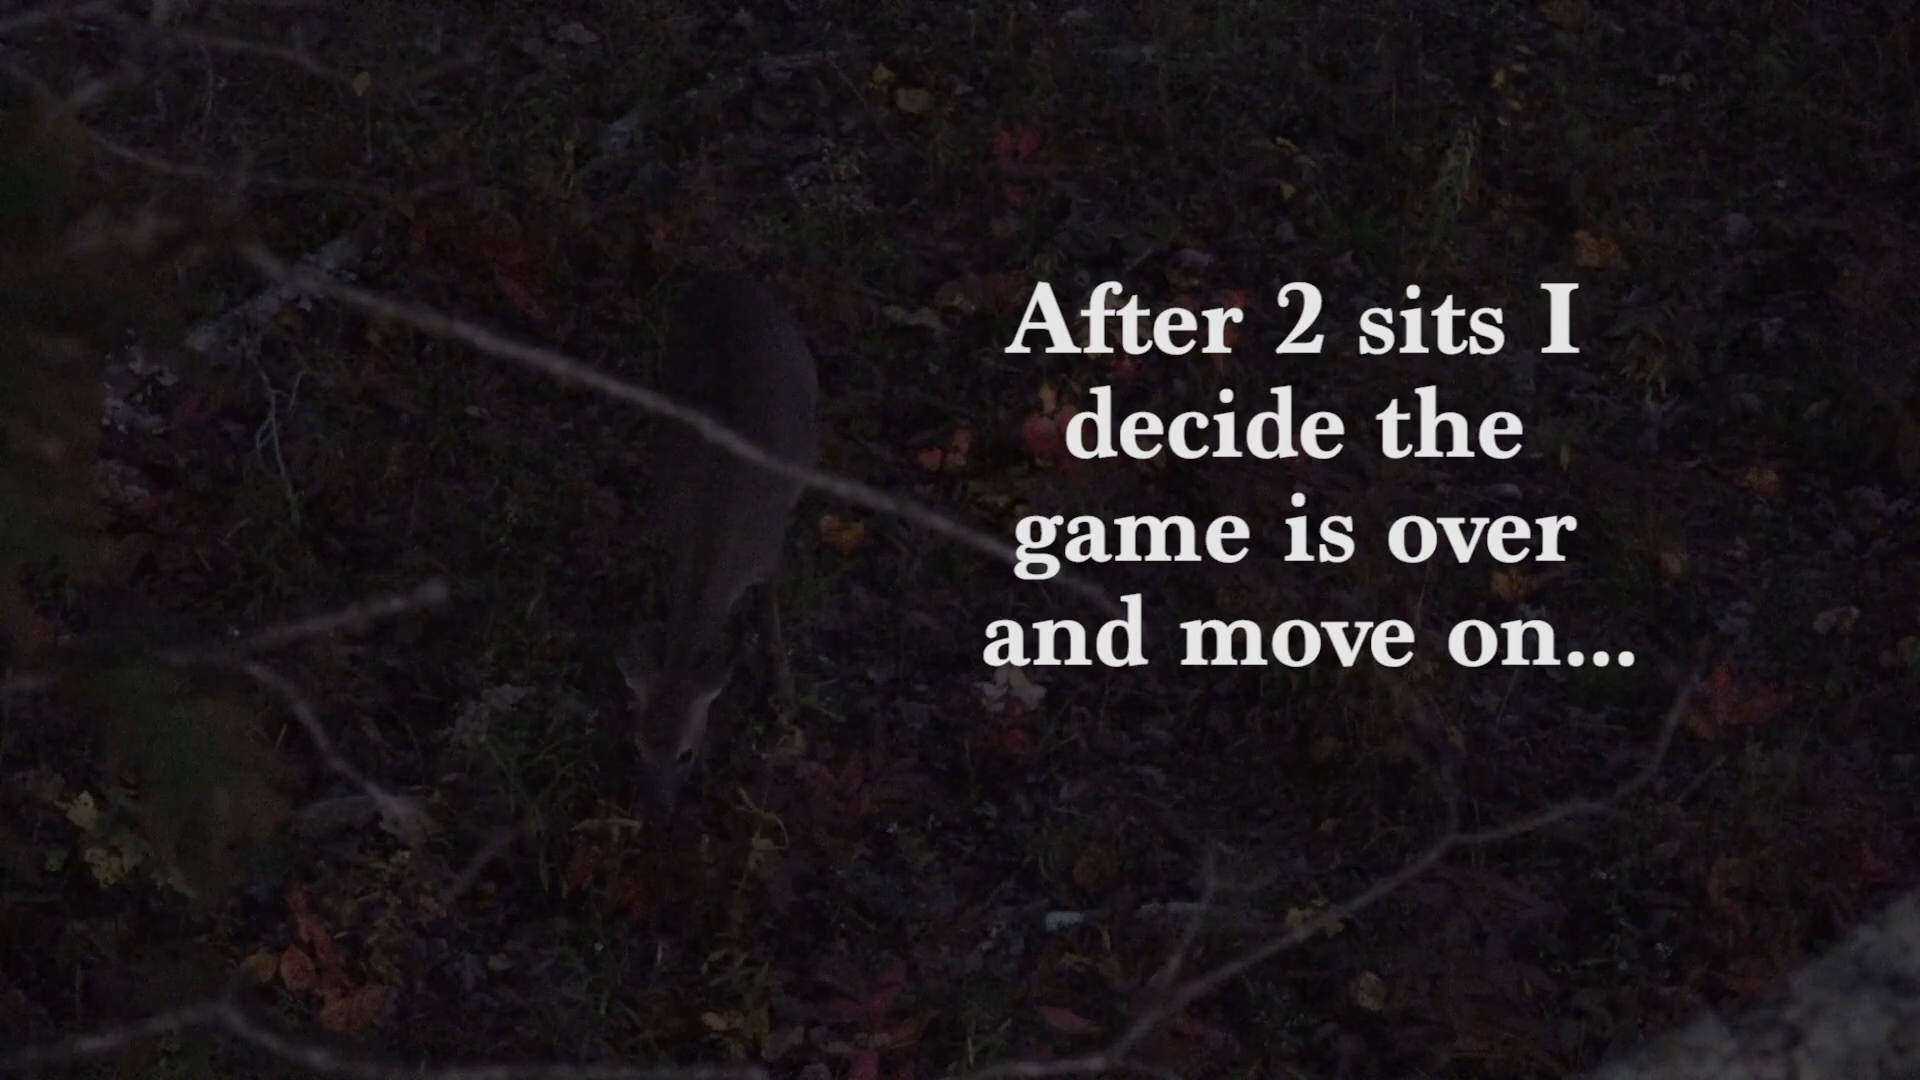 After 2 sits I
decide the
game is over
and move on...